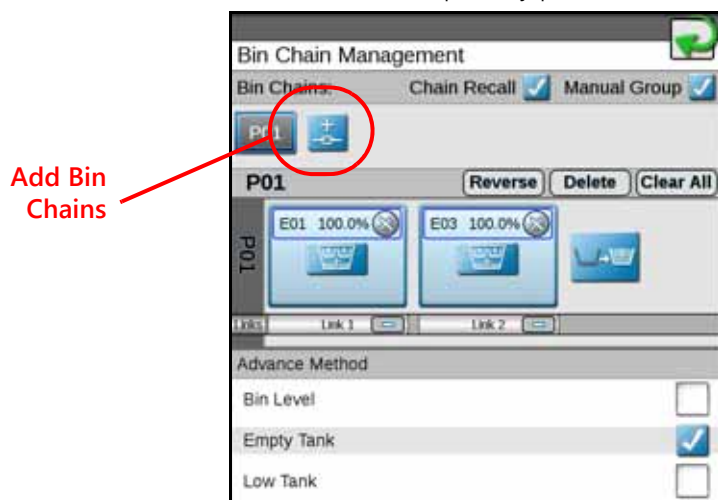 Bin Chain Management
Bin Chains: Chain Recall Manual Group
P01
Add Bin
Chains
P01 Reverse Delete Clear All
P01
E01 100.0% E03 100.0%
Links Link 1 Link 2
Advance Method
Bin Level
Empty Tank
Low Tank